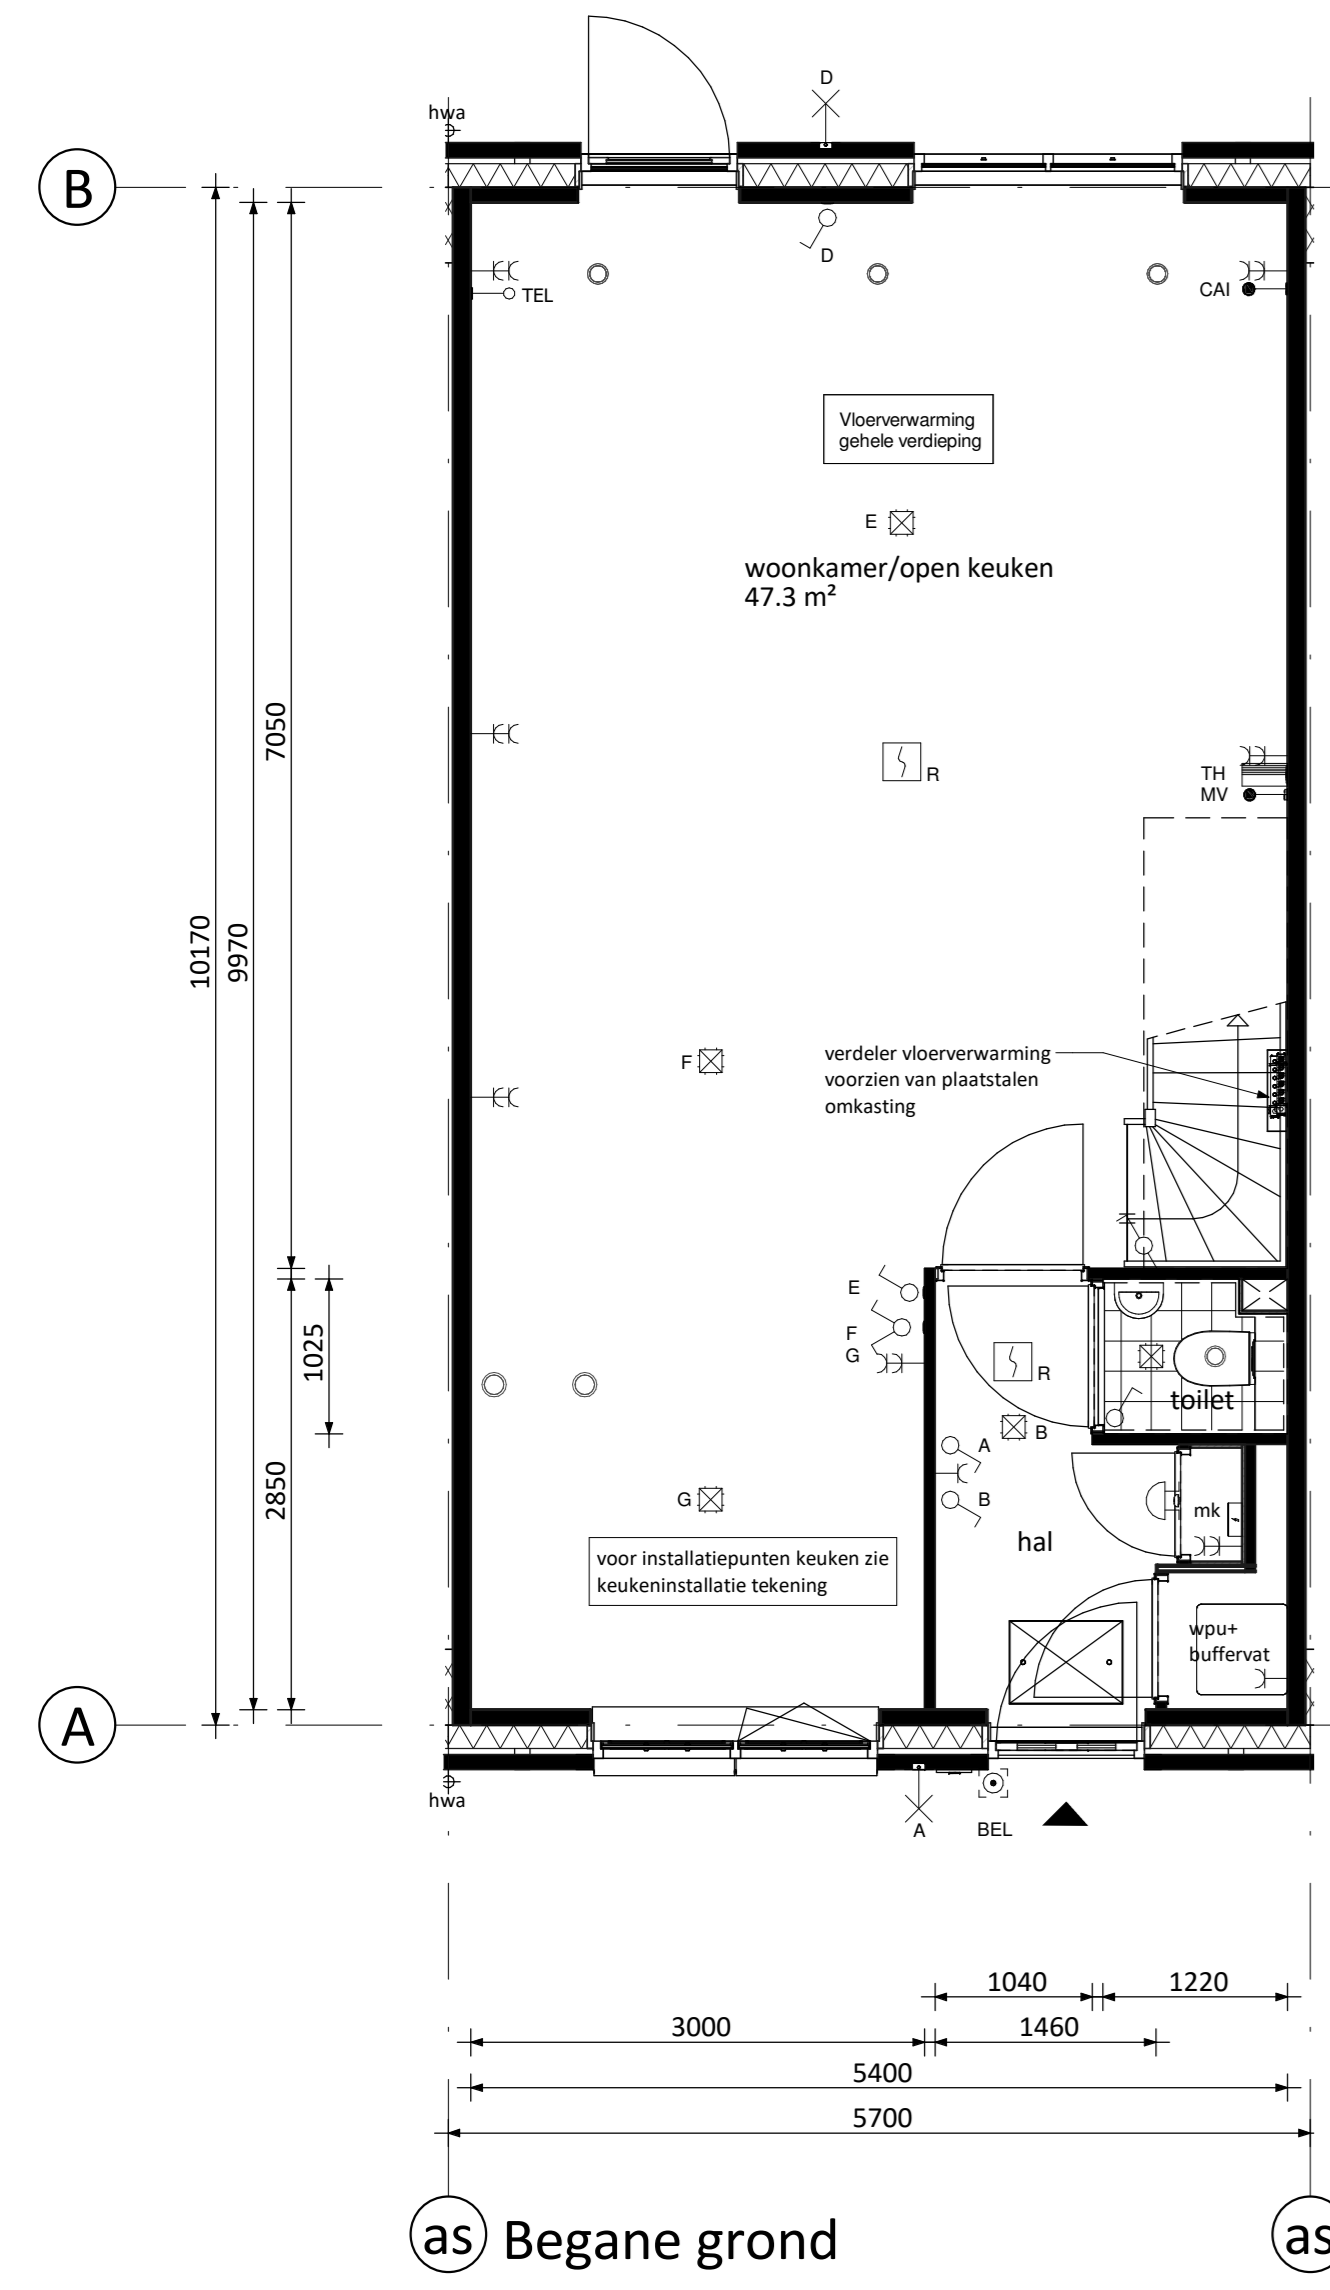 D
hwa
B
D
TEL
CAI
Vloerverwarming
gehele verdieping
E
woonkamer/open keuken
47.3 m²
7050
R
TH
MV
10170
9970
verdeler vloerverwarming
voorzien van plaatstalen
omkasting
F
E
F
G
1025
R
toilet
B
A
B
2850
G
mk
hal
voor installatiepunten keuken zie
keukeninstallatie tekening
wpu+
buffervat
A
hwa
A
BEL
1040
1220
3000
1460
5400
5700
as
Begane grond
as